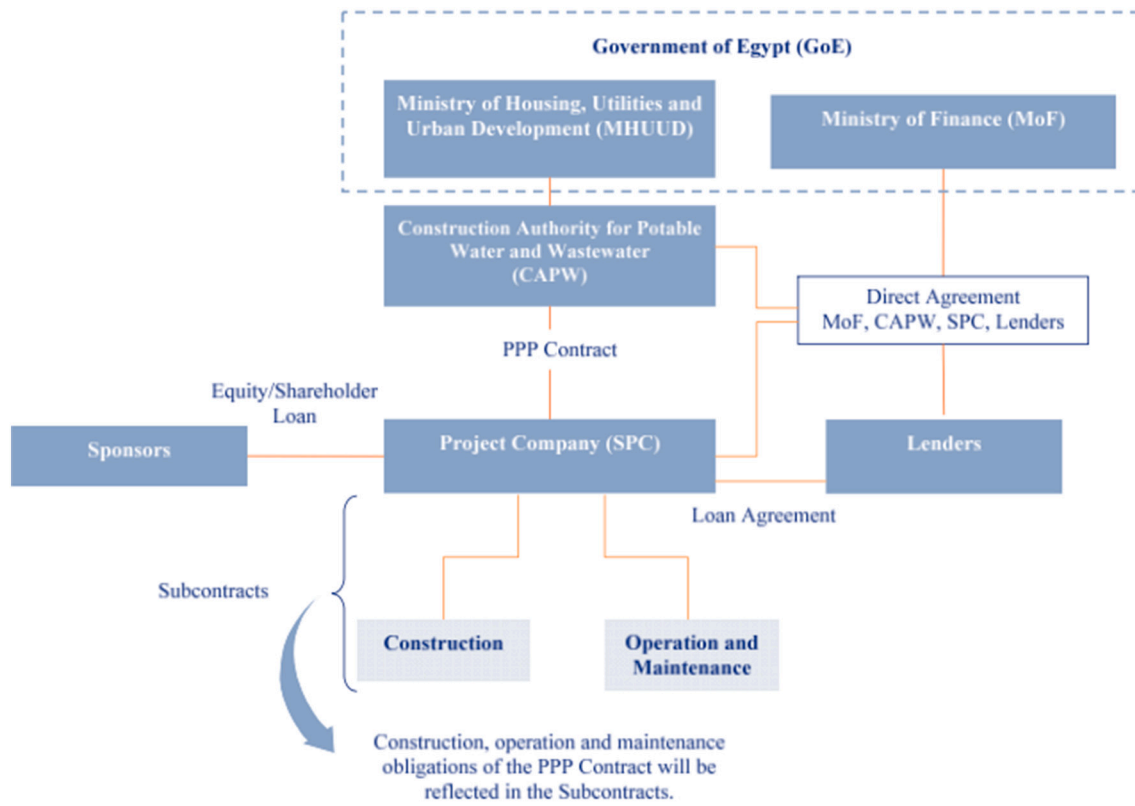 Government of Egypt (GoE)
Ministry of Housing, Utilities and
Urban Development (MHUUD)
Ministry of Finance (MoF)
Construction Authority for Potable
Water and Wastewater
(CAPW)
Direct Agreement
MoF, CAPW, SPC, Lenders
PPP Contract
Equity/Shareholder
Loan
Sponsors
Project Company (SPC)
Lenders
Loan Agreement
Subcontracts
Construction
Operation and
Maintenance
Construction, operation and maintenance
obligations of the PPP Contract will be
reflected in the Subcontracts.